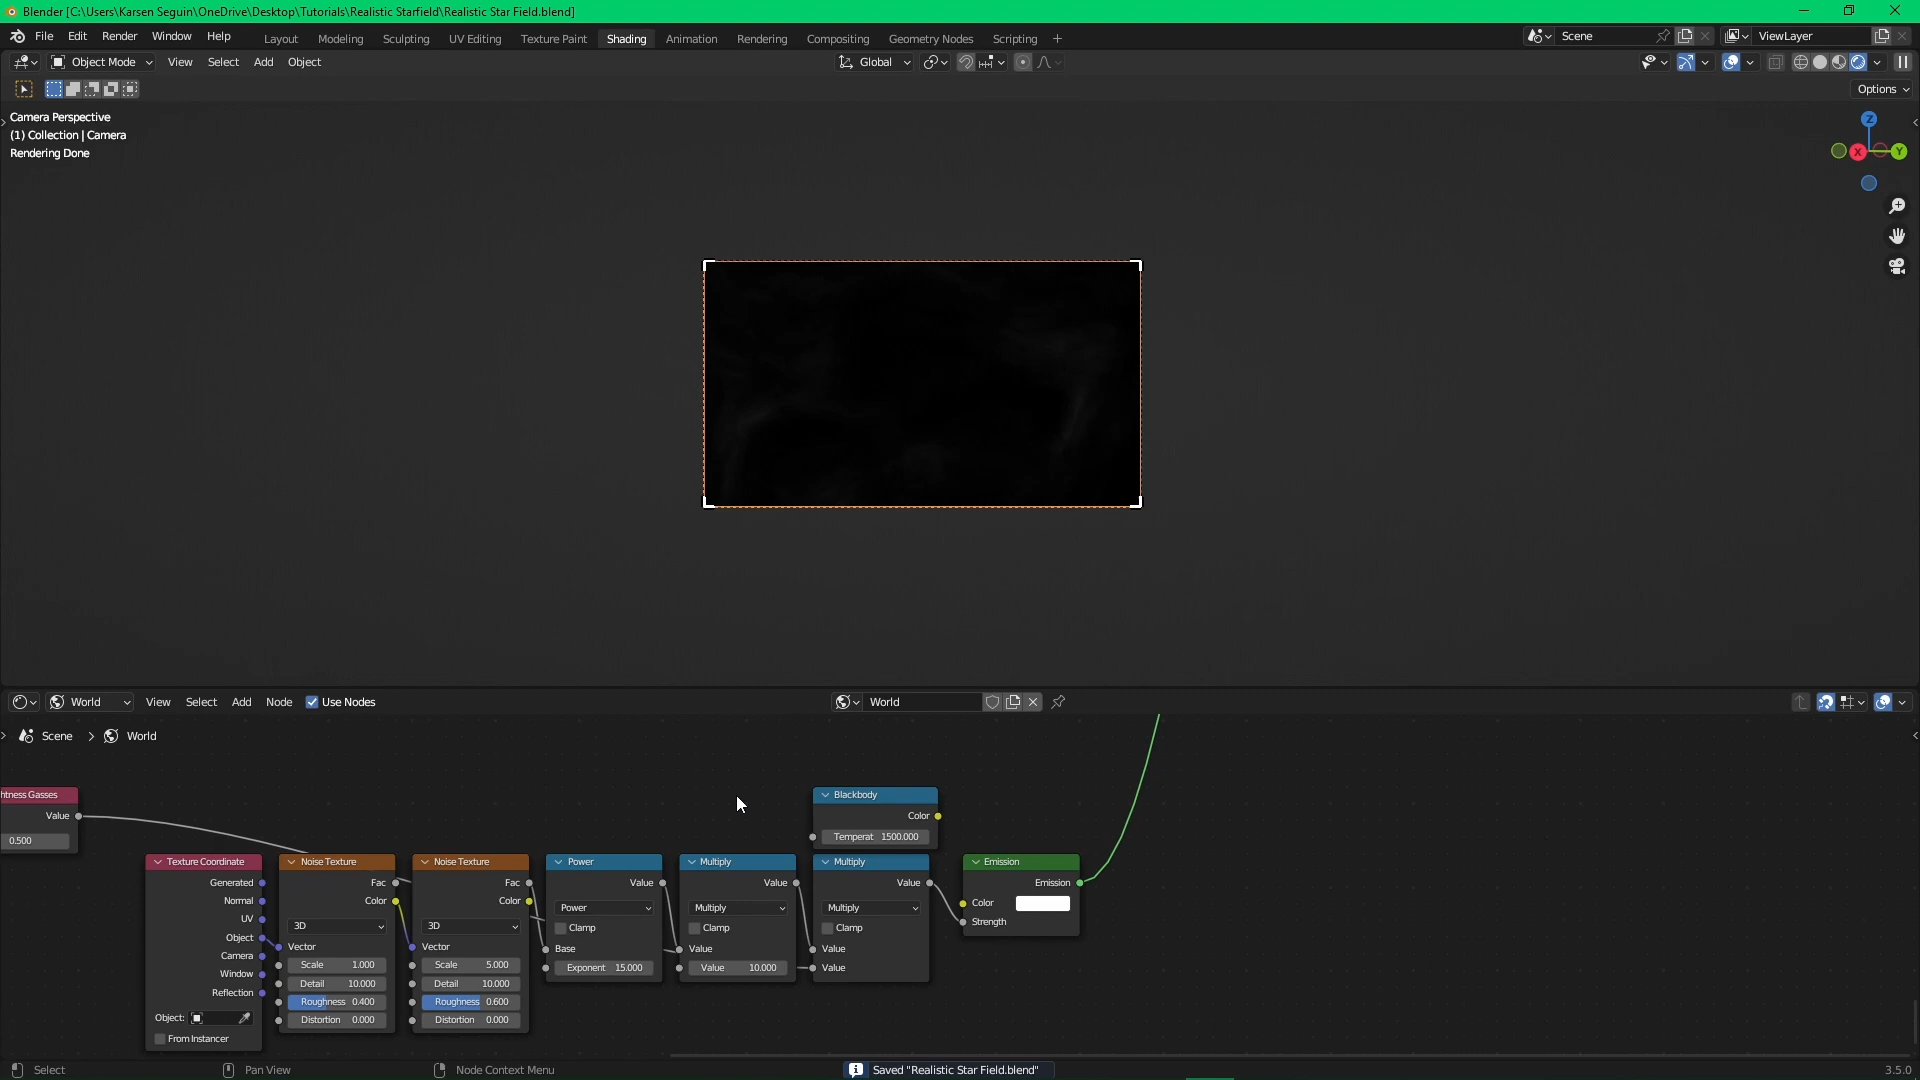 Blender [C:\Users\Karsen Seguin\OneDrive\Desktop\Tutorials\Realistic Starfield\Realistic Star Field.blend]
File Edit Render Window Help
Layout Modeling Sculpting UV Editing Texture Paint Shading Animation Rendering Compositing Geometry Nodes Scripting +
Scene
ViewLayer
Object Mode View Select Add Object
Global
Options
Camera Perspective
(1) Collection | Camera
Rendering Done
Z
X
Y
World View Select Add Node Use Nodes
World
Scene > World
htness Gasses
Value
0.500
Texture Coordinate
Generated
Normal
UV
Object
Camera
Window
Reflection
Object:
From Instancer
Noise Texture
Fac
Color
3D
Vector
Scale 1.000
Detail 10.000
Roughness 0.400
Distortion 0.000
Noise Texture
Fac
Color
3D
Vector
Scale 5.000
Detail 10.000
Roughness 0.600
Distortion 0.000
Power
Value
Power
Clamp
Base
Exponent 15.000
Multiply
Value
Multiply
Clamp
Value
Value 10.000
Blackbody
Color
Temperat 1500.000
Multiply
Value
Multiply
Clamp
Value
Value
Emission
Emission
Color
Strength
Select
Pan View
Node Context Menu
Saved "Realistic Star Field.blend"
3.5.0